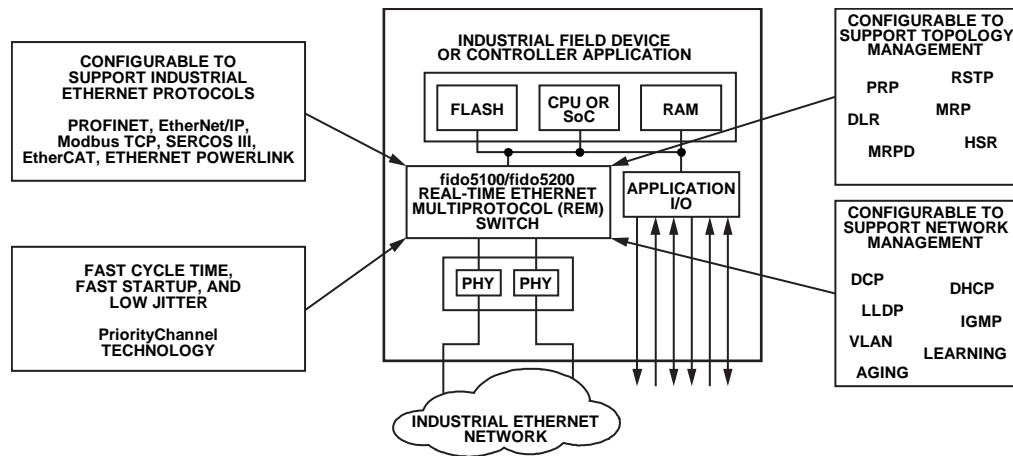 CONFIGURABLE TO
SUPPORT INDUSTRIAL
ETHERNET PROTOCOLS
PROFINET, EtherNet/IP,
Modbus TCP, SERCOS III,
EtherCAT, ETHERNET POWERLINK
FAST CYCLE TIME,
FAST STARTUP, AND
LOW JITTER
PriorityChannel
TECHNOLOGY
INDUSTRIAL FIELD DEVICE
OR CONTROLLER APPLICATION
FLASH
CPU OR
SoC
RAM
fido5100/fido5200
REAL-TIME ETHERNET
MULTIPROTOCOL (REM)
SWITCH
APPLICATION
I/O
PHY
PHY
INDUSTRIAL ETHERNET
NETWORK
CONFIGURABLE TO
SUPPORT TOPOLOGY
MANAGEMENT
PRP
RSTP
DLR
MRP
MRPD
HSR
CONFIGURABLE TO
SUPPORT NETWORK
MANAGEMENT
DCP
DHCP
LLDP
IGMP
VLAN
LEARNING
AGING